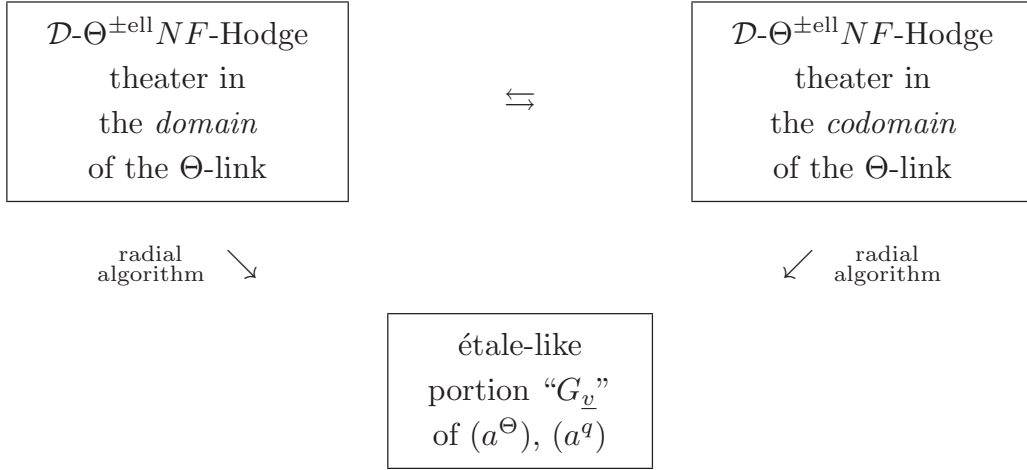 𝒟-Θ^{±ell}NF-Hodge
theater in
the domain
of the Θ-link
⇆
𝒟-Θ^{±ell}NF-Hodge
theater in
the codomain
of the Θ-link
radial
algorithm ↘
↙ radial
algorithm
étale-like
portion “G_{v̲}”
of (a^Θ), (a^q)